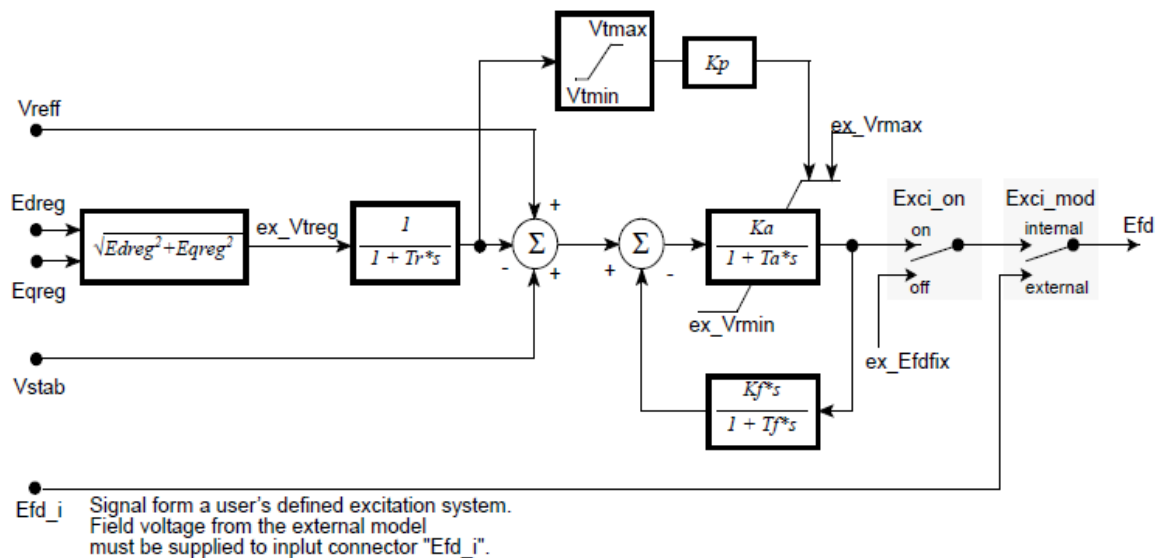 Vtmax
Vtmin
Kp
Vreff
ex_Vrmax
Edreg
Eqreg
√Edreg²+Eqreg²
ex_Vtreg
1
1 + Tr*s
+
-
+
Σ
+
-
Σ
Ka
1 + Ta*s
ex_Vrmin
Exci_on
on
off
Exci_mod
internal
external
Efd
ex_Efdfix
Vstab
Kf*s
1 + Tf*s
Efd_i
Signal form a user's defined excitation system.
Field voltage from the external model
must be supplied to inplut connector "Efd_i".